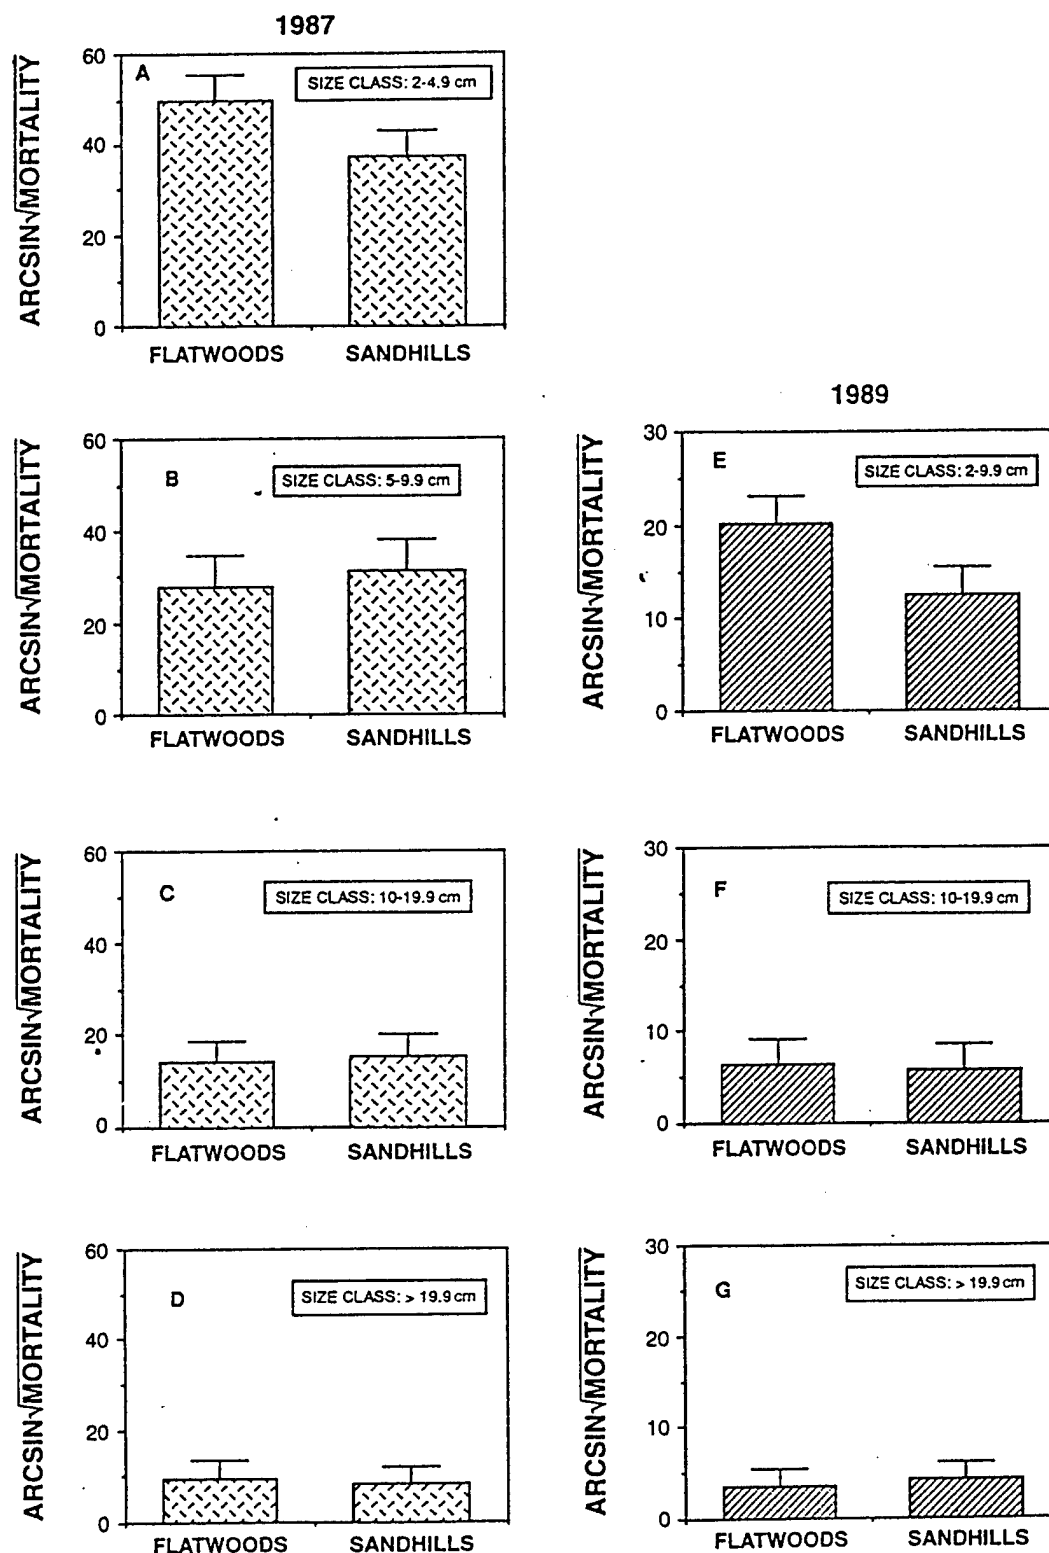 1987
A
SIZE CLASS: 2-4.9 cm
ARCSIN√MORTALITY
60
40
20
0
FLATWOODS SANDHILLS
B
SIZE CLASS: 5-9.9 cm
ARCSIN√MORTALITY
60
40
20
0
FLATWOODS SANDHILLS
C
SIZE CLASS: 10-19.9 cm
ARCSIN√MORTALITY
60
40
20
0
FLATWOODS SANDHILLS
D
SIZE CLASS: > 19.9 cm
ARCSIN√MORTALITY
60
40
20
0
FLATWOODS SANDHILLS
1989
E
SIZE CLASS: 2-9.9 cm
ARCSIN√MORTALITY
30
20
10
0
FLATWOODS SANDHILLS
F
SIZE CLASS: 10-19.9 cm
ARCSIN√MORTALITY
30
20
10
0
FLATWOODS SANDHILLS
G
SIZE CLASS: > 19.9 cm
ARCSIN√MORTALITY
30
20
10
0
FLATWOODS SANDHILLS